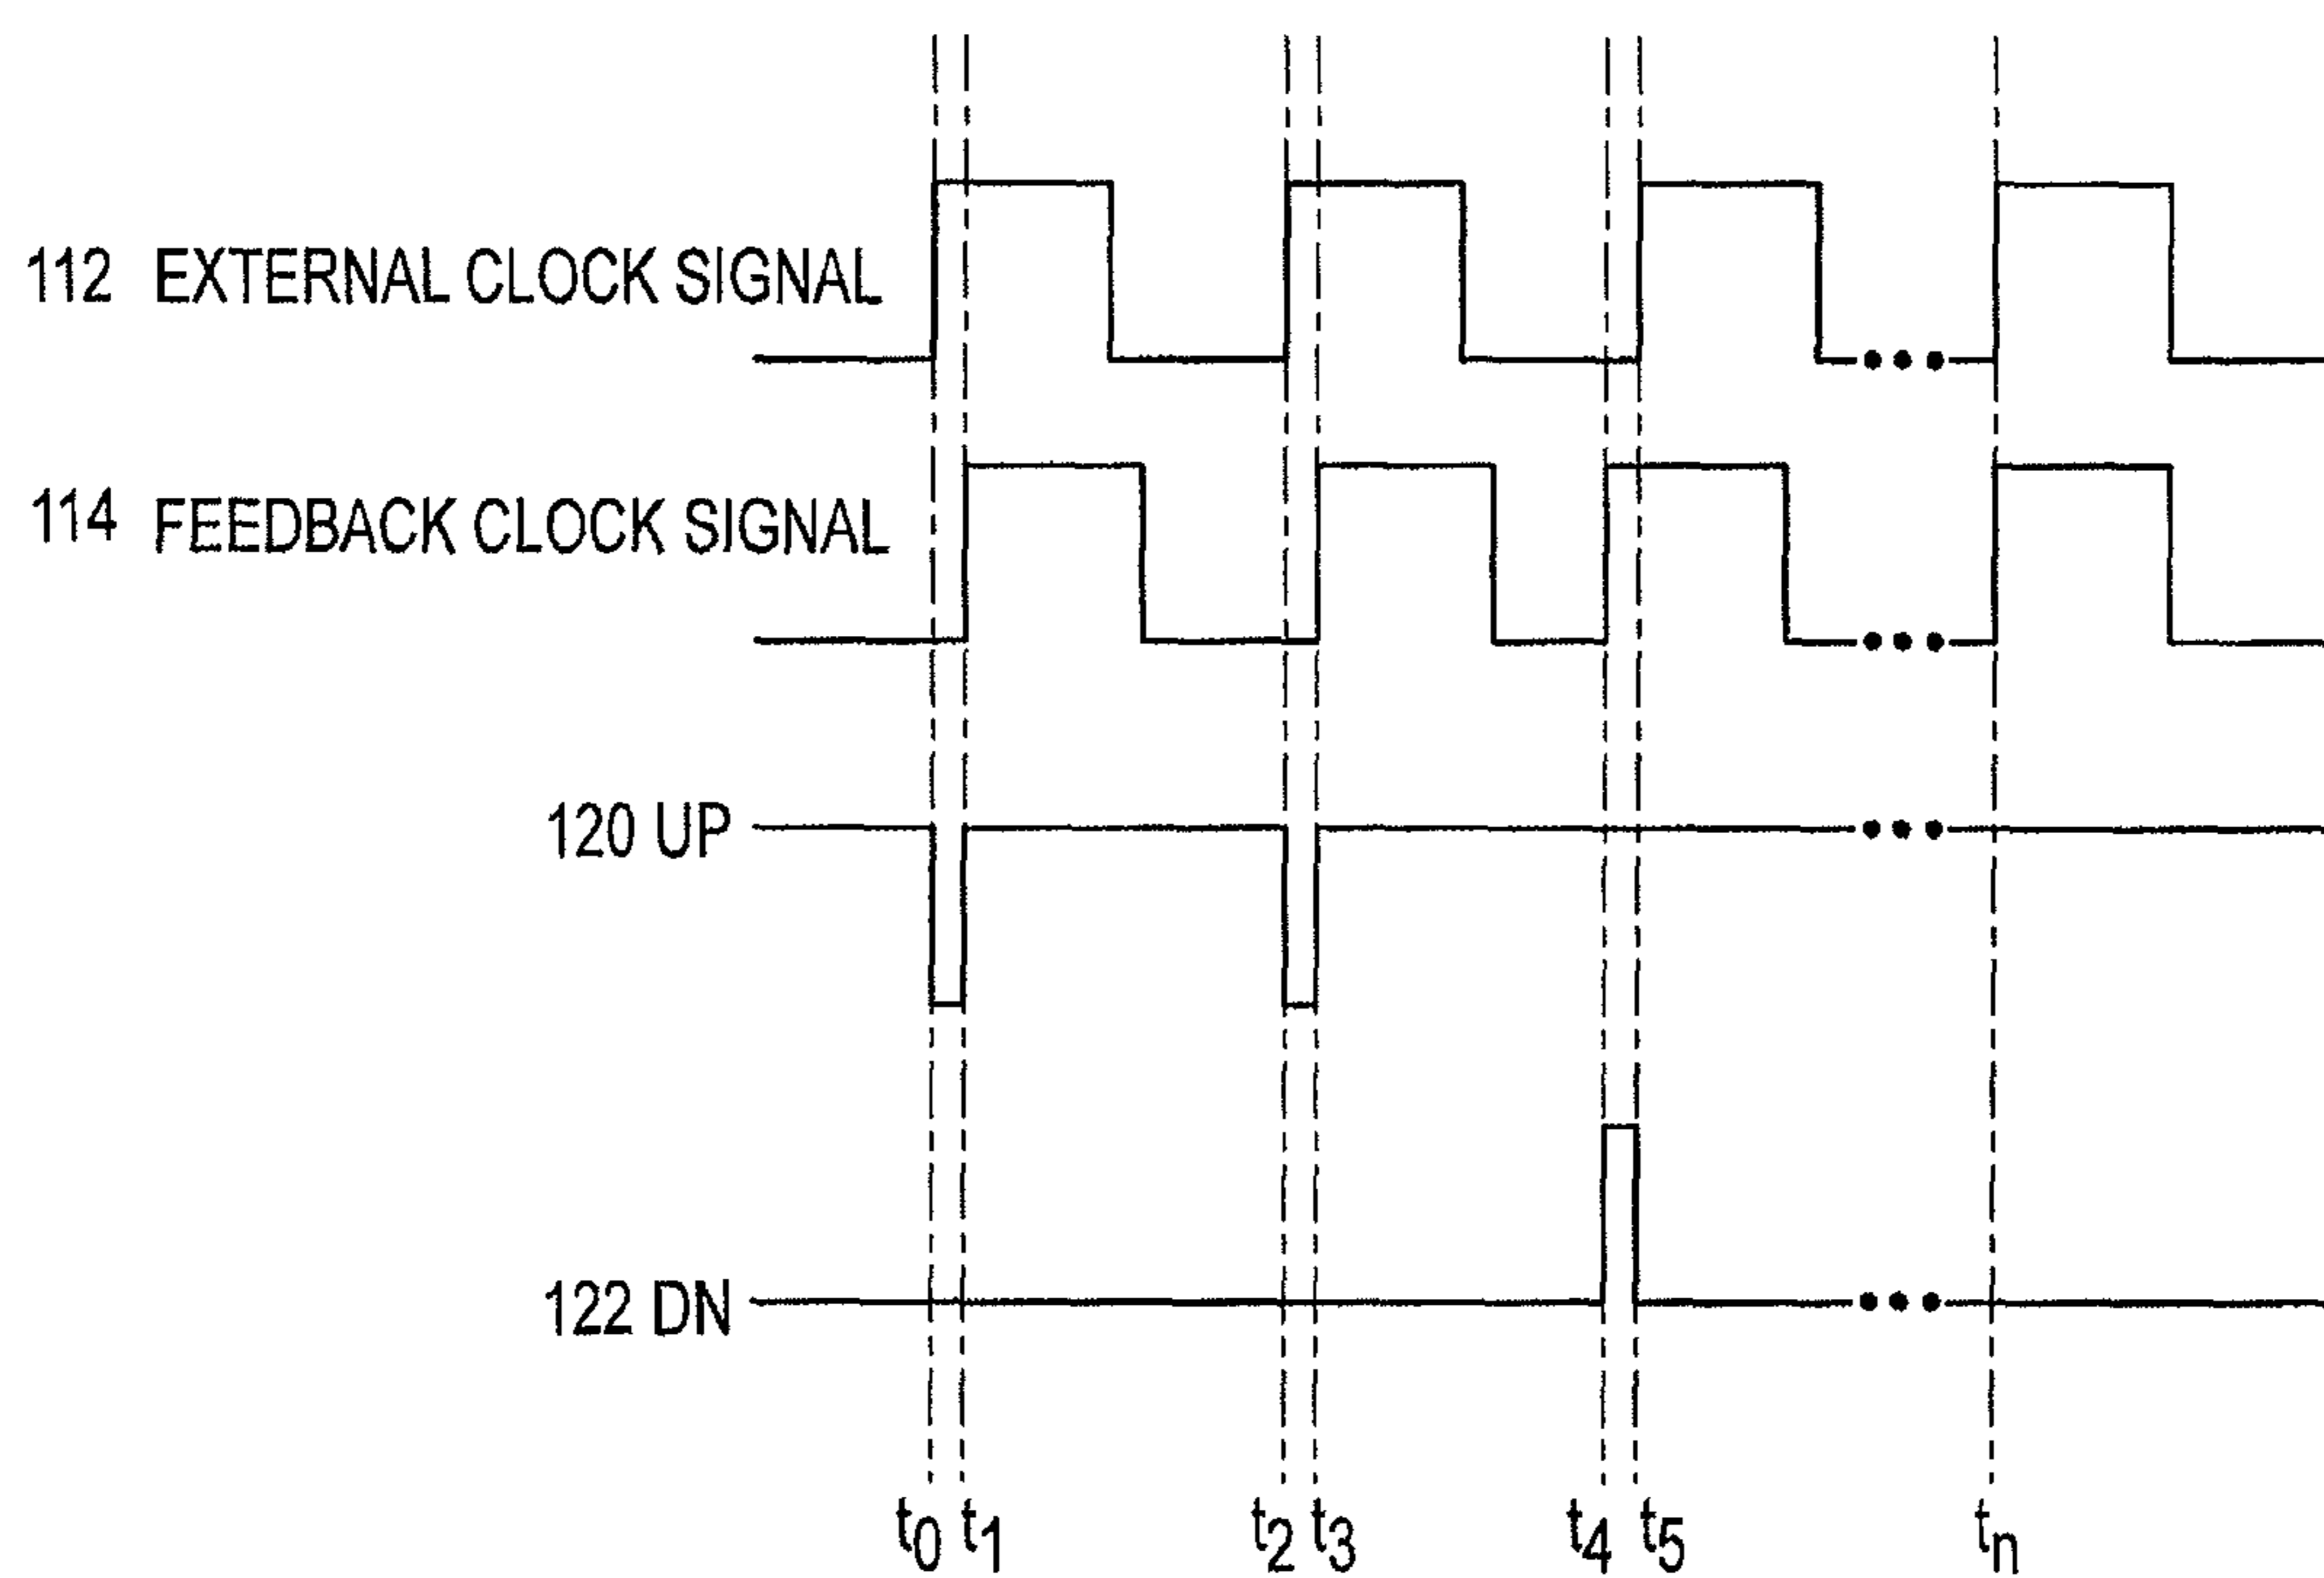 112 EXTERNAL CLOCK SIGNAL
114 FEEDBACK CLOCK SIGNAL
120 UP
122 DN
t0 t1 t2 t3 t4 t5 tn